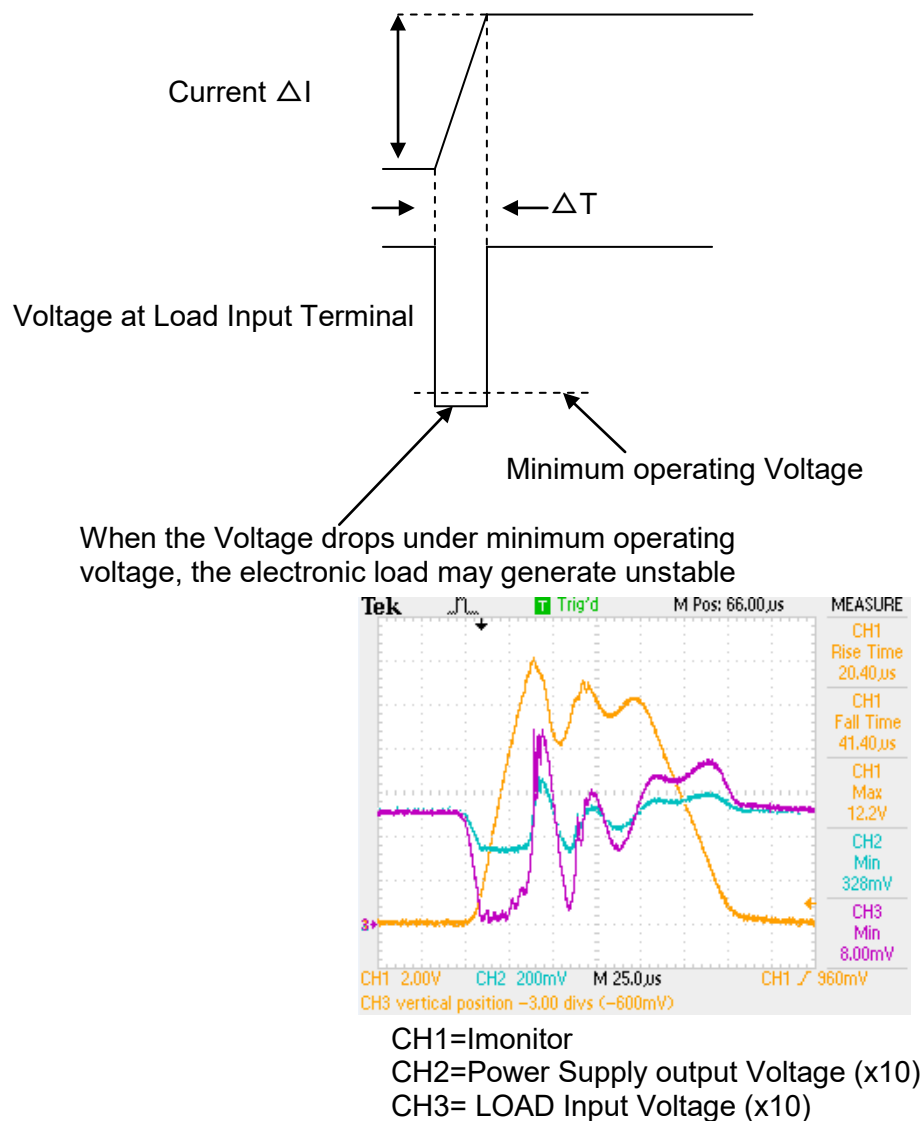 Current △I
△T
Voltage at Load Input Terminal
Minimum operating Voltage
When the Voltage drops under minimum operating
voltage, the electronic load may generate unstable
Tek T Trig'd M Pos: 66.00µs MEASURE
CH1
Rise Time
20.40µs
CH1
Fall Time
41.40µs
CH1
Max
12.2V
CH2
Min
328mV
CH3
Min
8.00mV
3
CH1 2.00V CH2 200mV M 25.0µs CH1 960mV
CH3 vertical position -3.00 divs (-600mV)
CH1=Imonitor
CH2=Power Supply output Voltage (x10)
CH3= LOAD Input Voltage (x10)